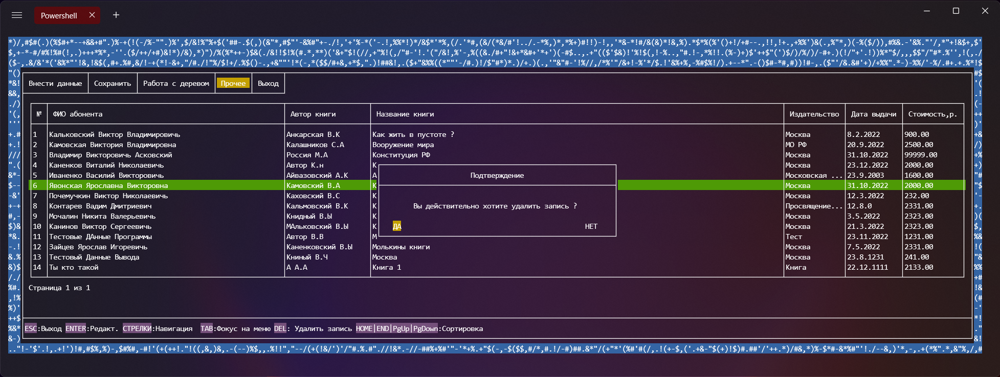 Powershell
Внести данные Сохранить Работа с деревом Прочее Выход
№ ФИО абонента Автор книги Название книги Издательство Дата выдачи Стоимость,р.
1 Кальковский Виктор Владимировичь Анкарская В.К Как жить в пустоте ? Москва 8.2.2022 900.00
2 Камовская Виктория Владимировна Калашников С.А Вооружение мира МО РФ 20.9.2022 2500.00
3 Владимир Викторовичь Асковский Россия М.А Конституция РФ Москва 31.10.2022 99999.00
4 Каненков Виталий Николаевичь Автор К.н К Москва 23.12.2022 2000.00
5 Иваненко Василий Викторовичь Айвазовский А.К А Московская ... 23.9.2003 1600.00
6 Явонская Ярославна Викторовна Камовский В.А К Москва 31.10.2022 2000.00
7 Почемучкин Виктор Николаевичь Каховский В.С К Москва 12.3.2022 232.00
8 Контарев Вадим Дмитриевич Кальмовский В.К К Просвящение... 12.8.0 2331.00
9 Мочалин Никита Валерьевичь Книдный В.Ы К Москва 3.5.2022 2323.00
10 Канинов Виктор Сергеевичь МАльковский В.Ы К Москва 21.3.2022 2323.00
11 Тестовые ДАнные Программы Автор В.В М Тест 23.11.2022 1231.00
12 Зайцев Ярослав Игоревичь Каненковский В.Ы Молькины книги Москва 7.5.2022 2331.00
13 Тестовый Данные Вывода Книный В.Ч Москва Москва 23.8.1231 241.00
14 Ты кто такой А А.А Книга 1 Книга 22.12.1111 2133.00
Подтверждение
Вы действительно хотите удалить запись ?
ДА НЕТ
Страница 1 из 1
ESC:Выход ENTER:Редакт. СТРЕЛКИ:Навигация TAB:Фокус на меню DEL: Удалить запись HOME|END|PgUp|PgDown:Сортировка